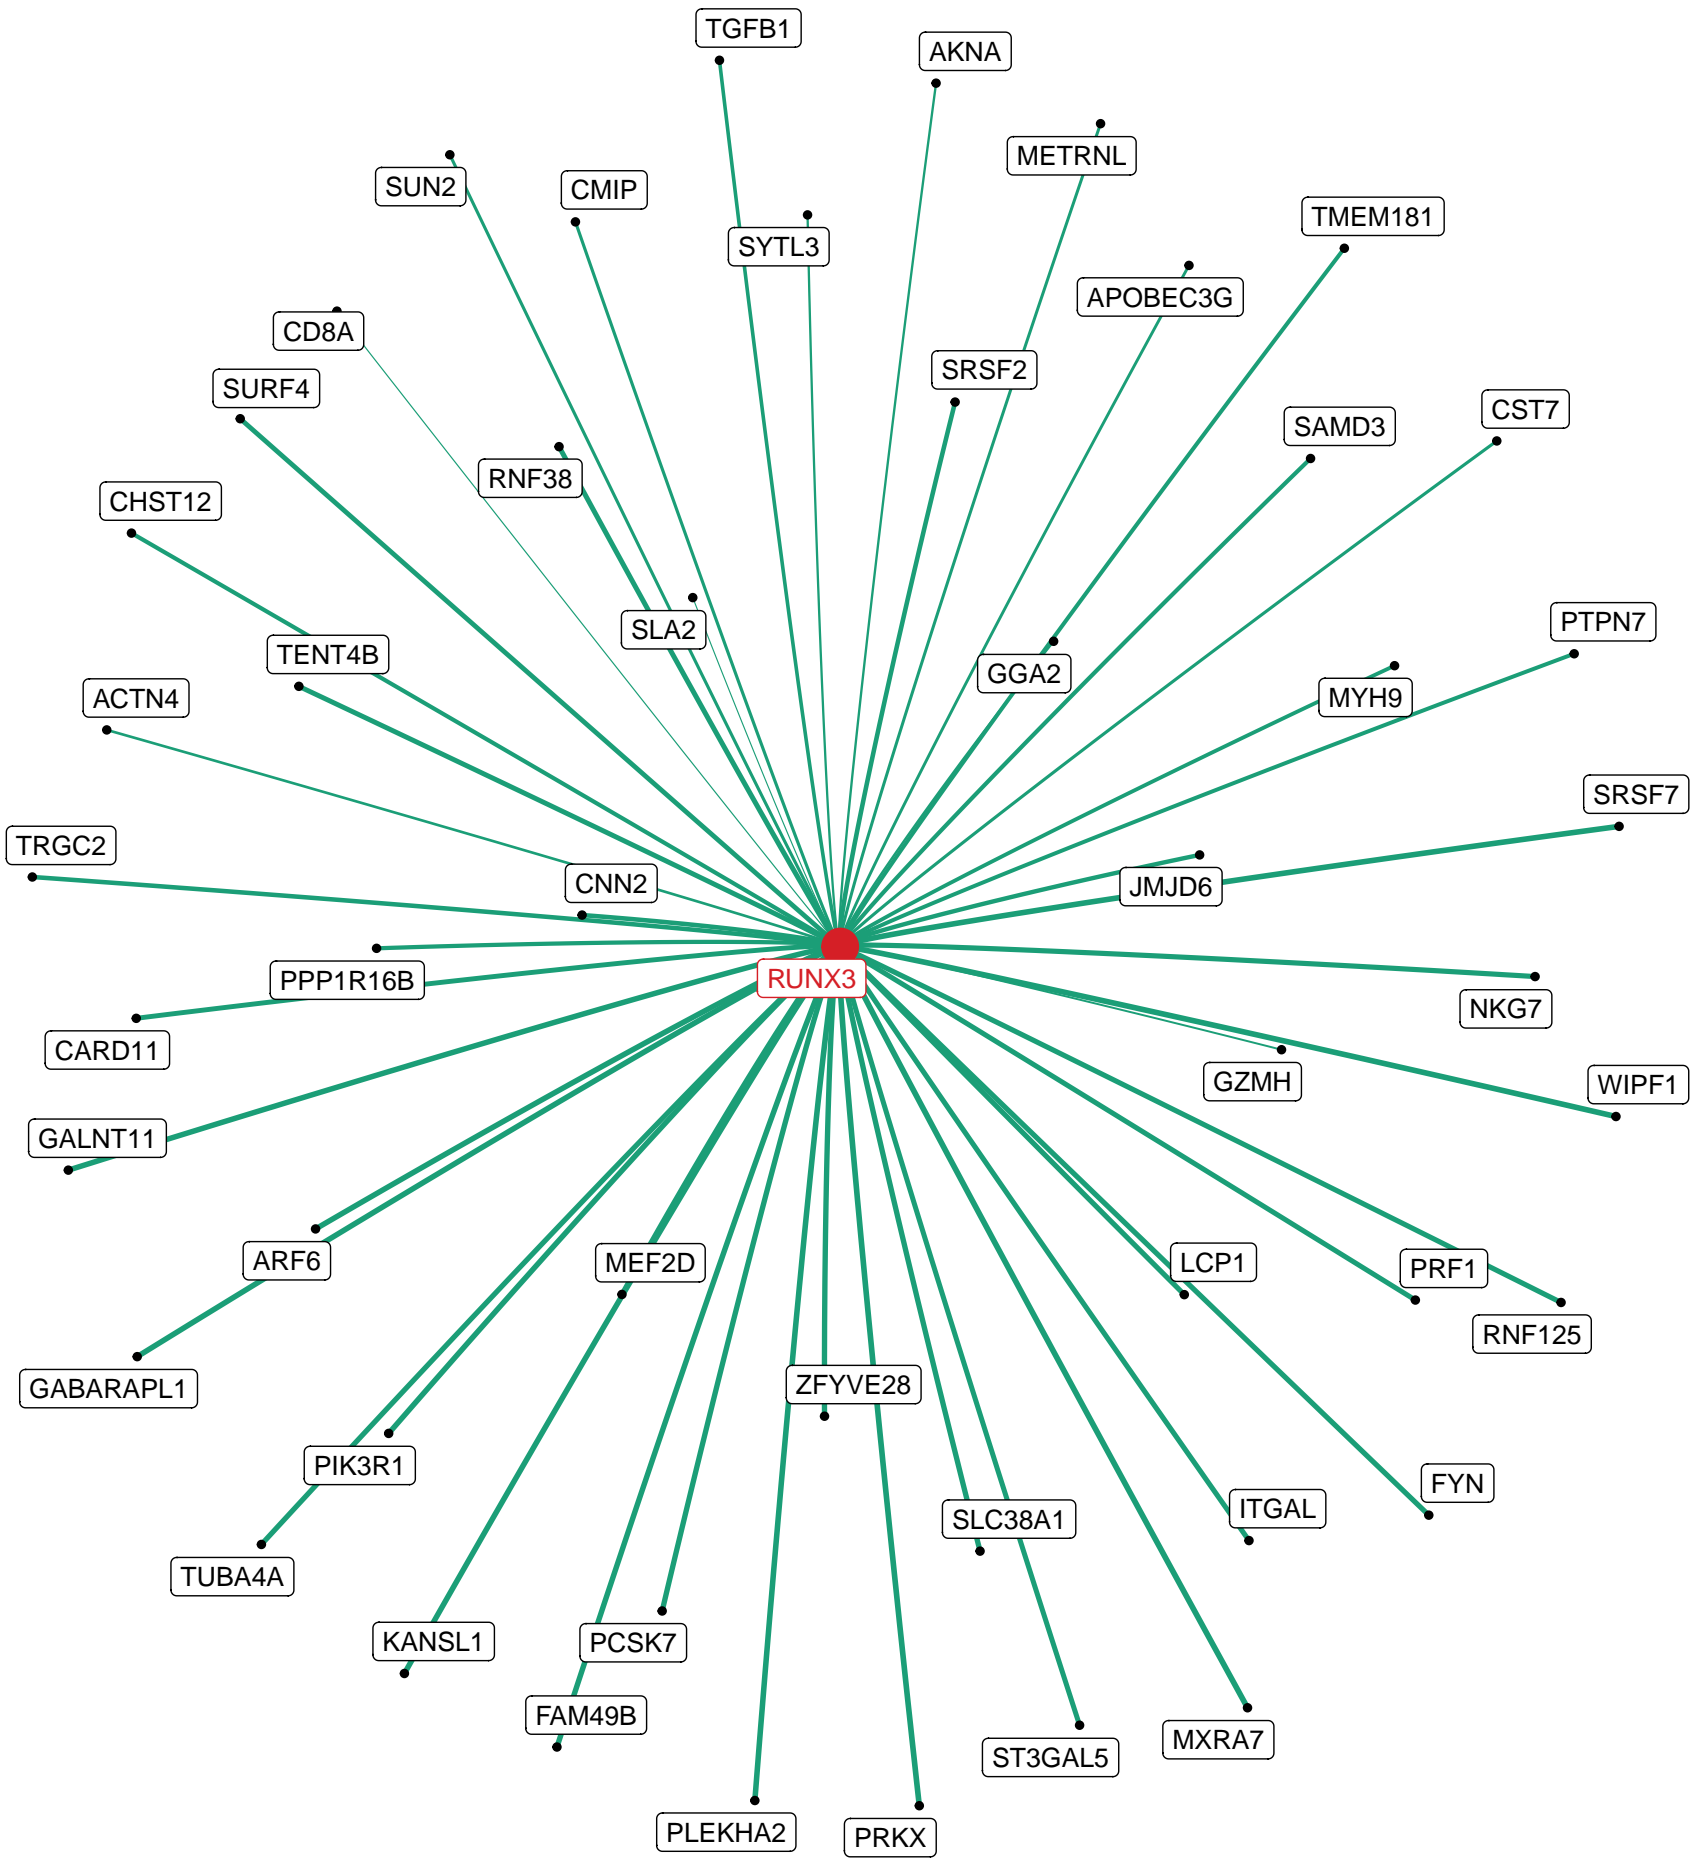 TGFB1
AKNA
METRNL
SUN2
CMIP
TMEM181
SYTL3
APOBEC3G
CD8A
SRSF2
SURF4
CST7
SAMD3
RNF38
CHST12
PTPN7
SLA2
TENT4B
GGA2
ACTN4
MYH9
SRSF7
TRGC2
CNN2
JMJD6
RUNX3
PPP1R16B
NKG7
CARD11
GZMH
WIPF1
GALNT11
ARF6
MEF2D
LCP1
PRF1
RNF125
GABARAPL1
ZFYVE28
PIK3R1
FYN
ITGAL
SLC38A1
TUBA4A
KANSL1
PCSK7
FAM49B
MXRA7
ST3GAL5
PLEKHA2
PRKX